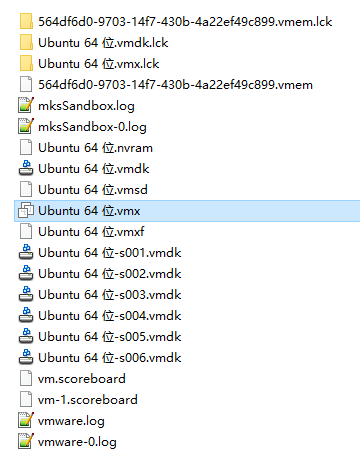 564df6d0-9703-14f7-430b-4a22ef49c899.vmem.lck
Ubuntu 64 位.vmdk.lck
Ubuntu 64 位.vmx.lck
564df6d0-9703-14f7-430b-4a22ef49c899.vmem
mksSandbox.log
mksSandbox-0.log
Ubuntu 64 位.nvram
Ubuntu 64 位.vmdk
Ubuntu 64 位.vmsd
Ubuntu 64 位.vmx
Ubuntu 64 位.vmxf
Ubuntu 64 位-s001.vmdk
Ubuntu 64 位-s002.vmdk
Ubuntu 64 位-s003.vmdk
Ubuntu 64 位-s004.vmdk
Ubuntu 64 位-s005.vmdk
Ubuntu 64 位-s006.vmdk
vm.scoreboard
vm-1.scoreboard
vmware.log
vmware-0.log